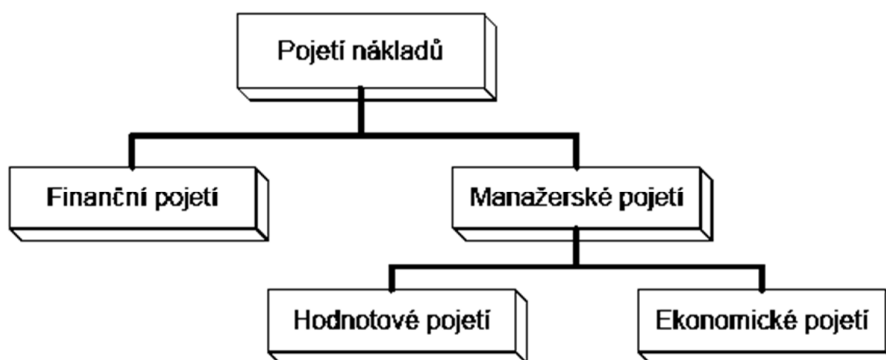 Pojetí nákladů
Finanční pojetí
Manažerské pojetí
Hodnotové pojetí
Ekonomické pojetí